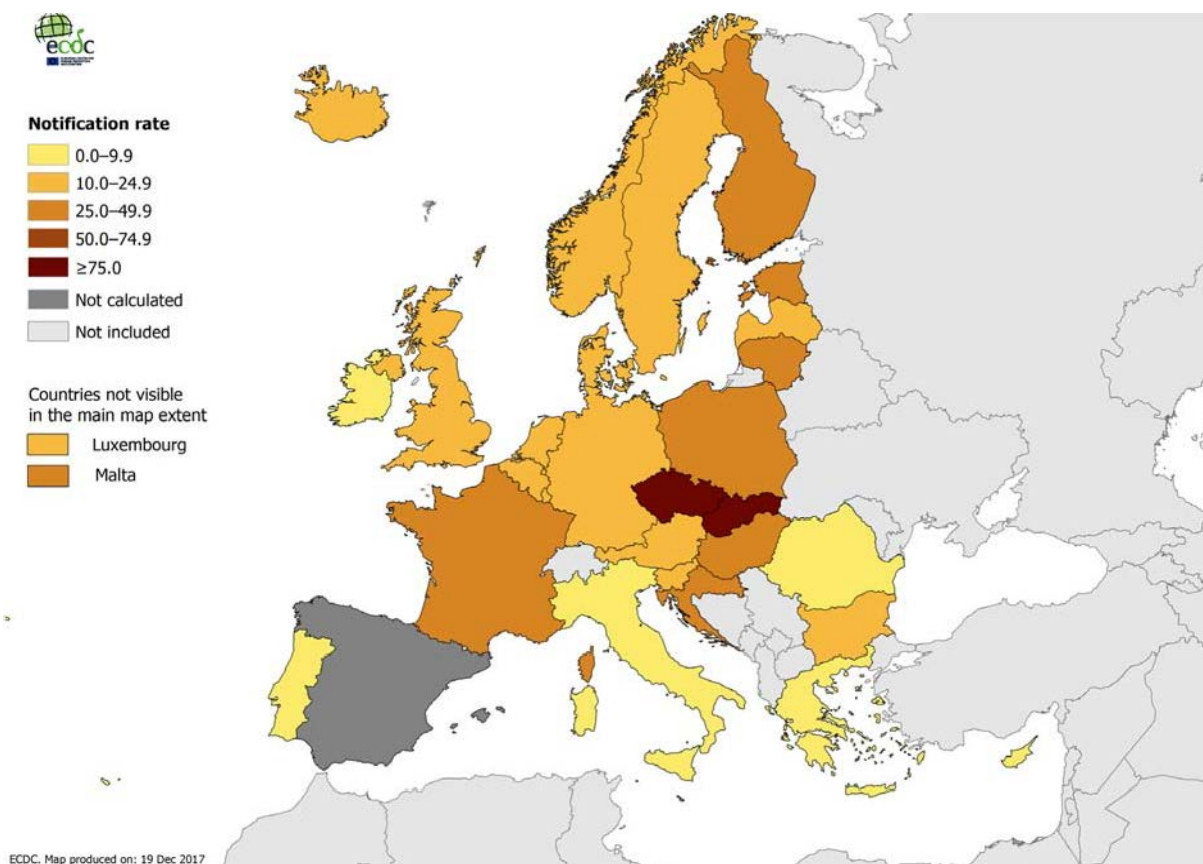 ecdc
Notification rate
0.0–9.9
10.0–24.9
25.0–49.9
50.0–74.9
≥75.0
Not calculated
Not included
Countries not visible
in the main map extent
Luxembourg
Malta
ECDC. Map produced on: 19 Dec 2017